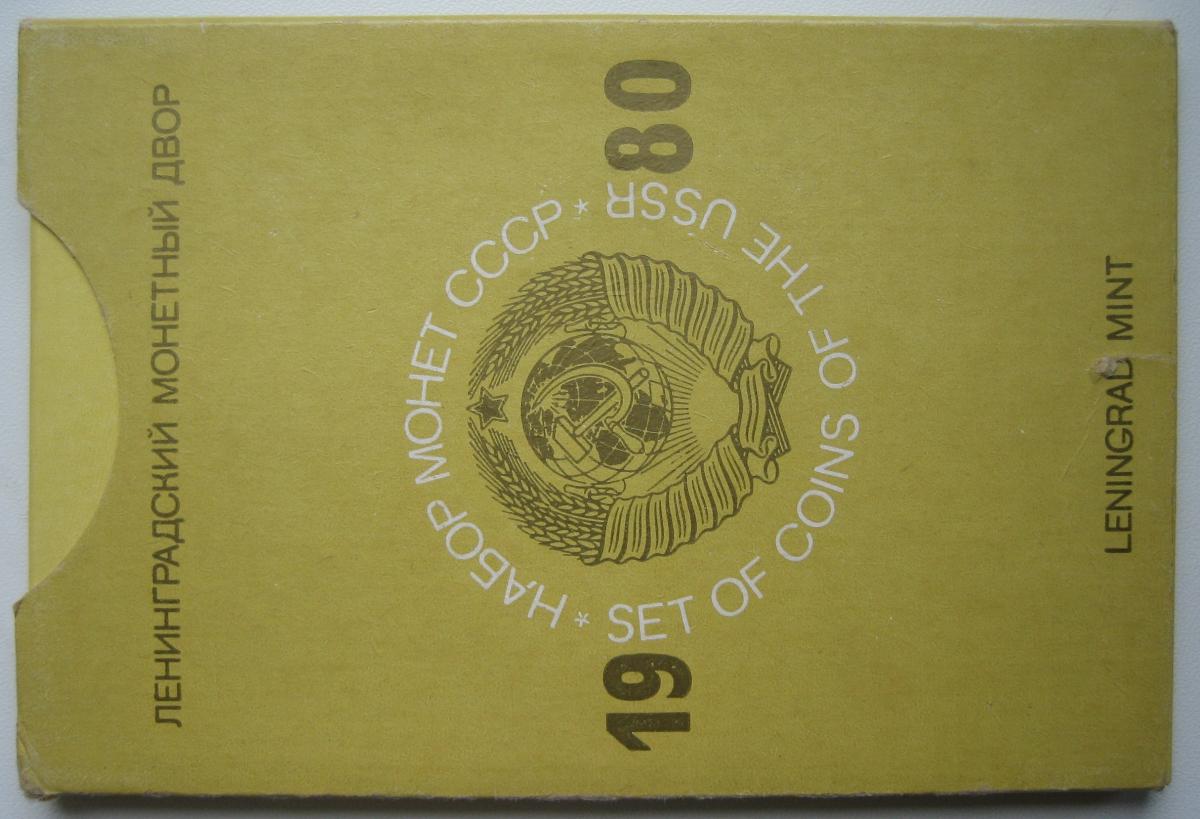 ЛЕНИНГРАДСКИЙ МОНЕТНЫЙ ДВОР
НАБОР МОНЕТ СССР *
19 80
* SET OF COINS OF THE USSR
LENINGRAD MINT